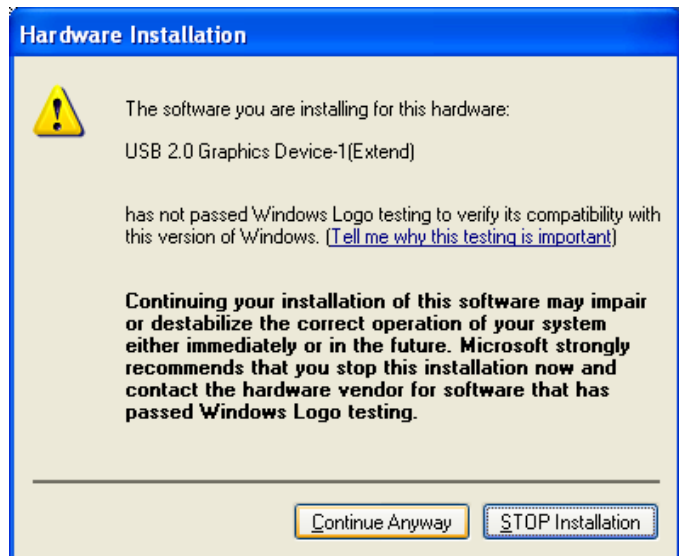 Hardware Installation
The software you are installing for this hardware:
USB 2.0 Graphics Device-1(Extend)
has not passed Windows Logo testing to verify its compatibility with
this version of Windows. (Tell me why this testing is important)
Continuing your installation of this software may impair
or destabilize the correct operation of your system
either immediately or in the future. Microsoft strongly
recommends that you stop this installation now and
contact the hardware vendor for software that has
passed Windows Logo testing.
Continue Anyway
STOP Installation